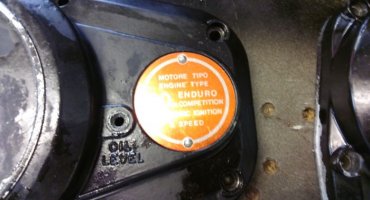 MOTORE TIPO
ENGINE TYPE
ENDURO
COMPETITION
IGNITION
SPEED
OIL
LEVEL